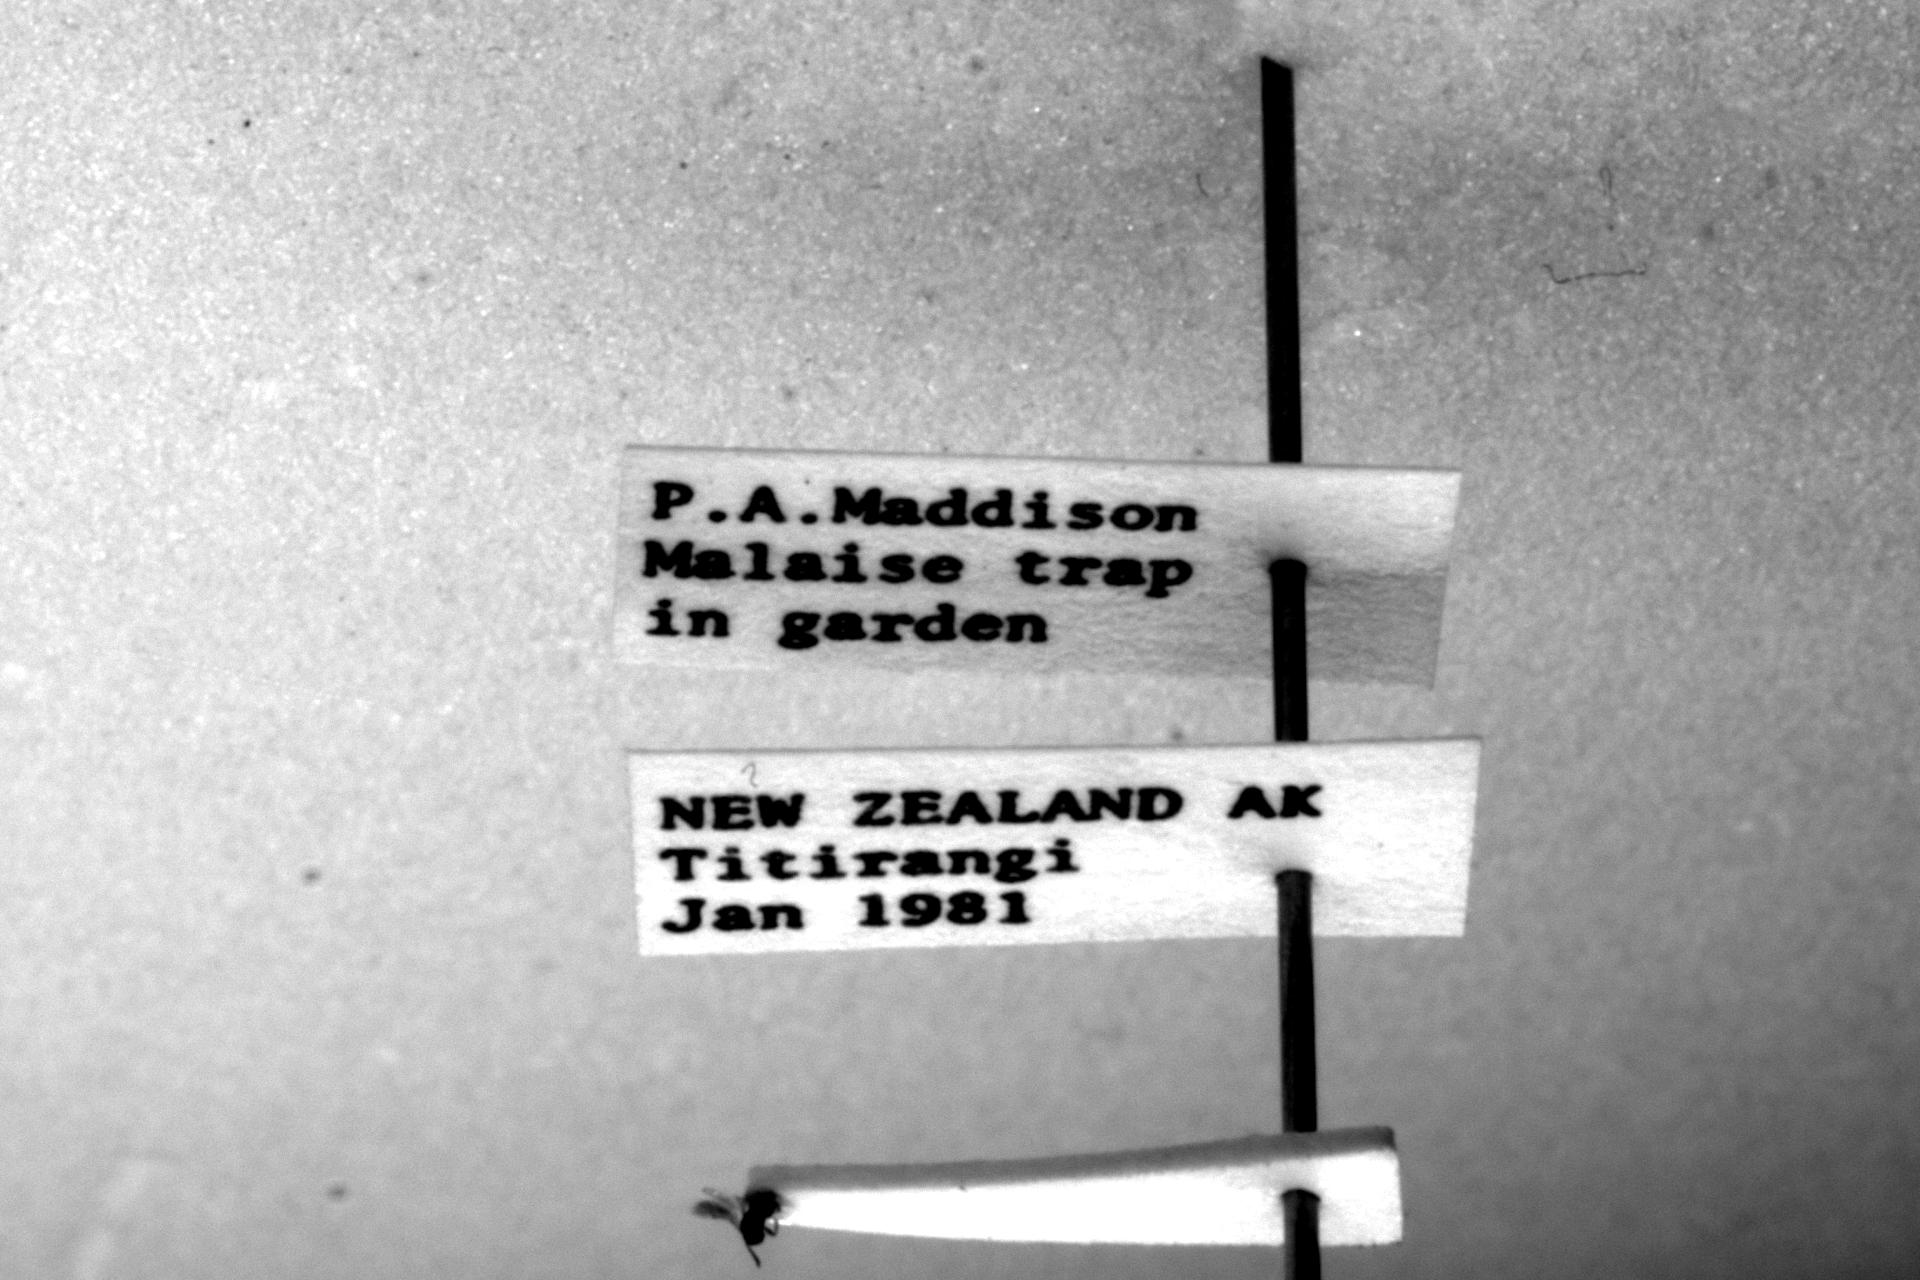 P.A.Maddison
Malaise trap
in garden
NEW ZEALAND AK
Titirangi
Jan 1981